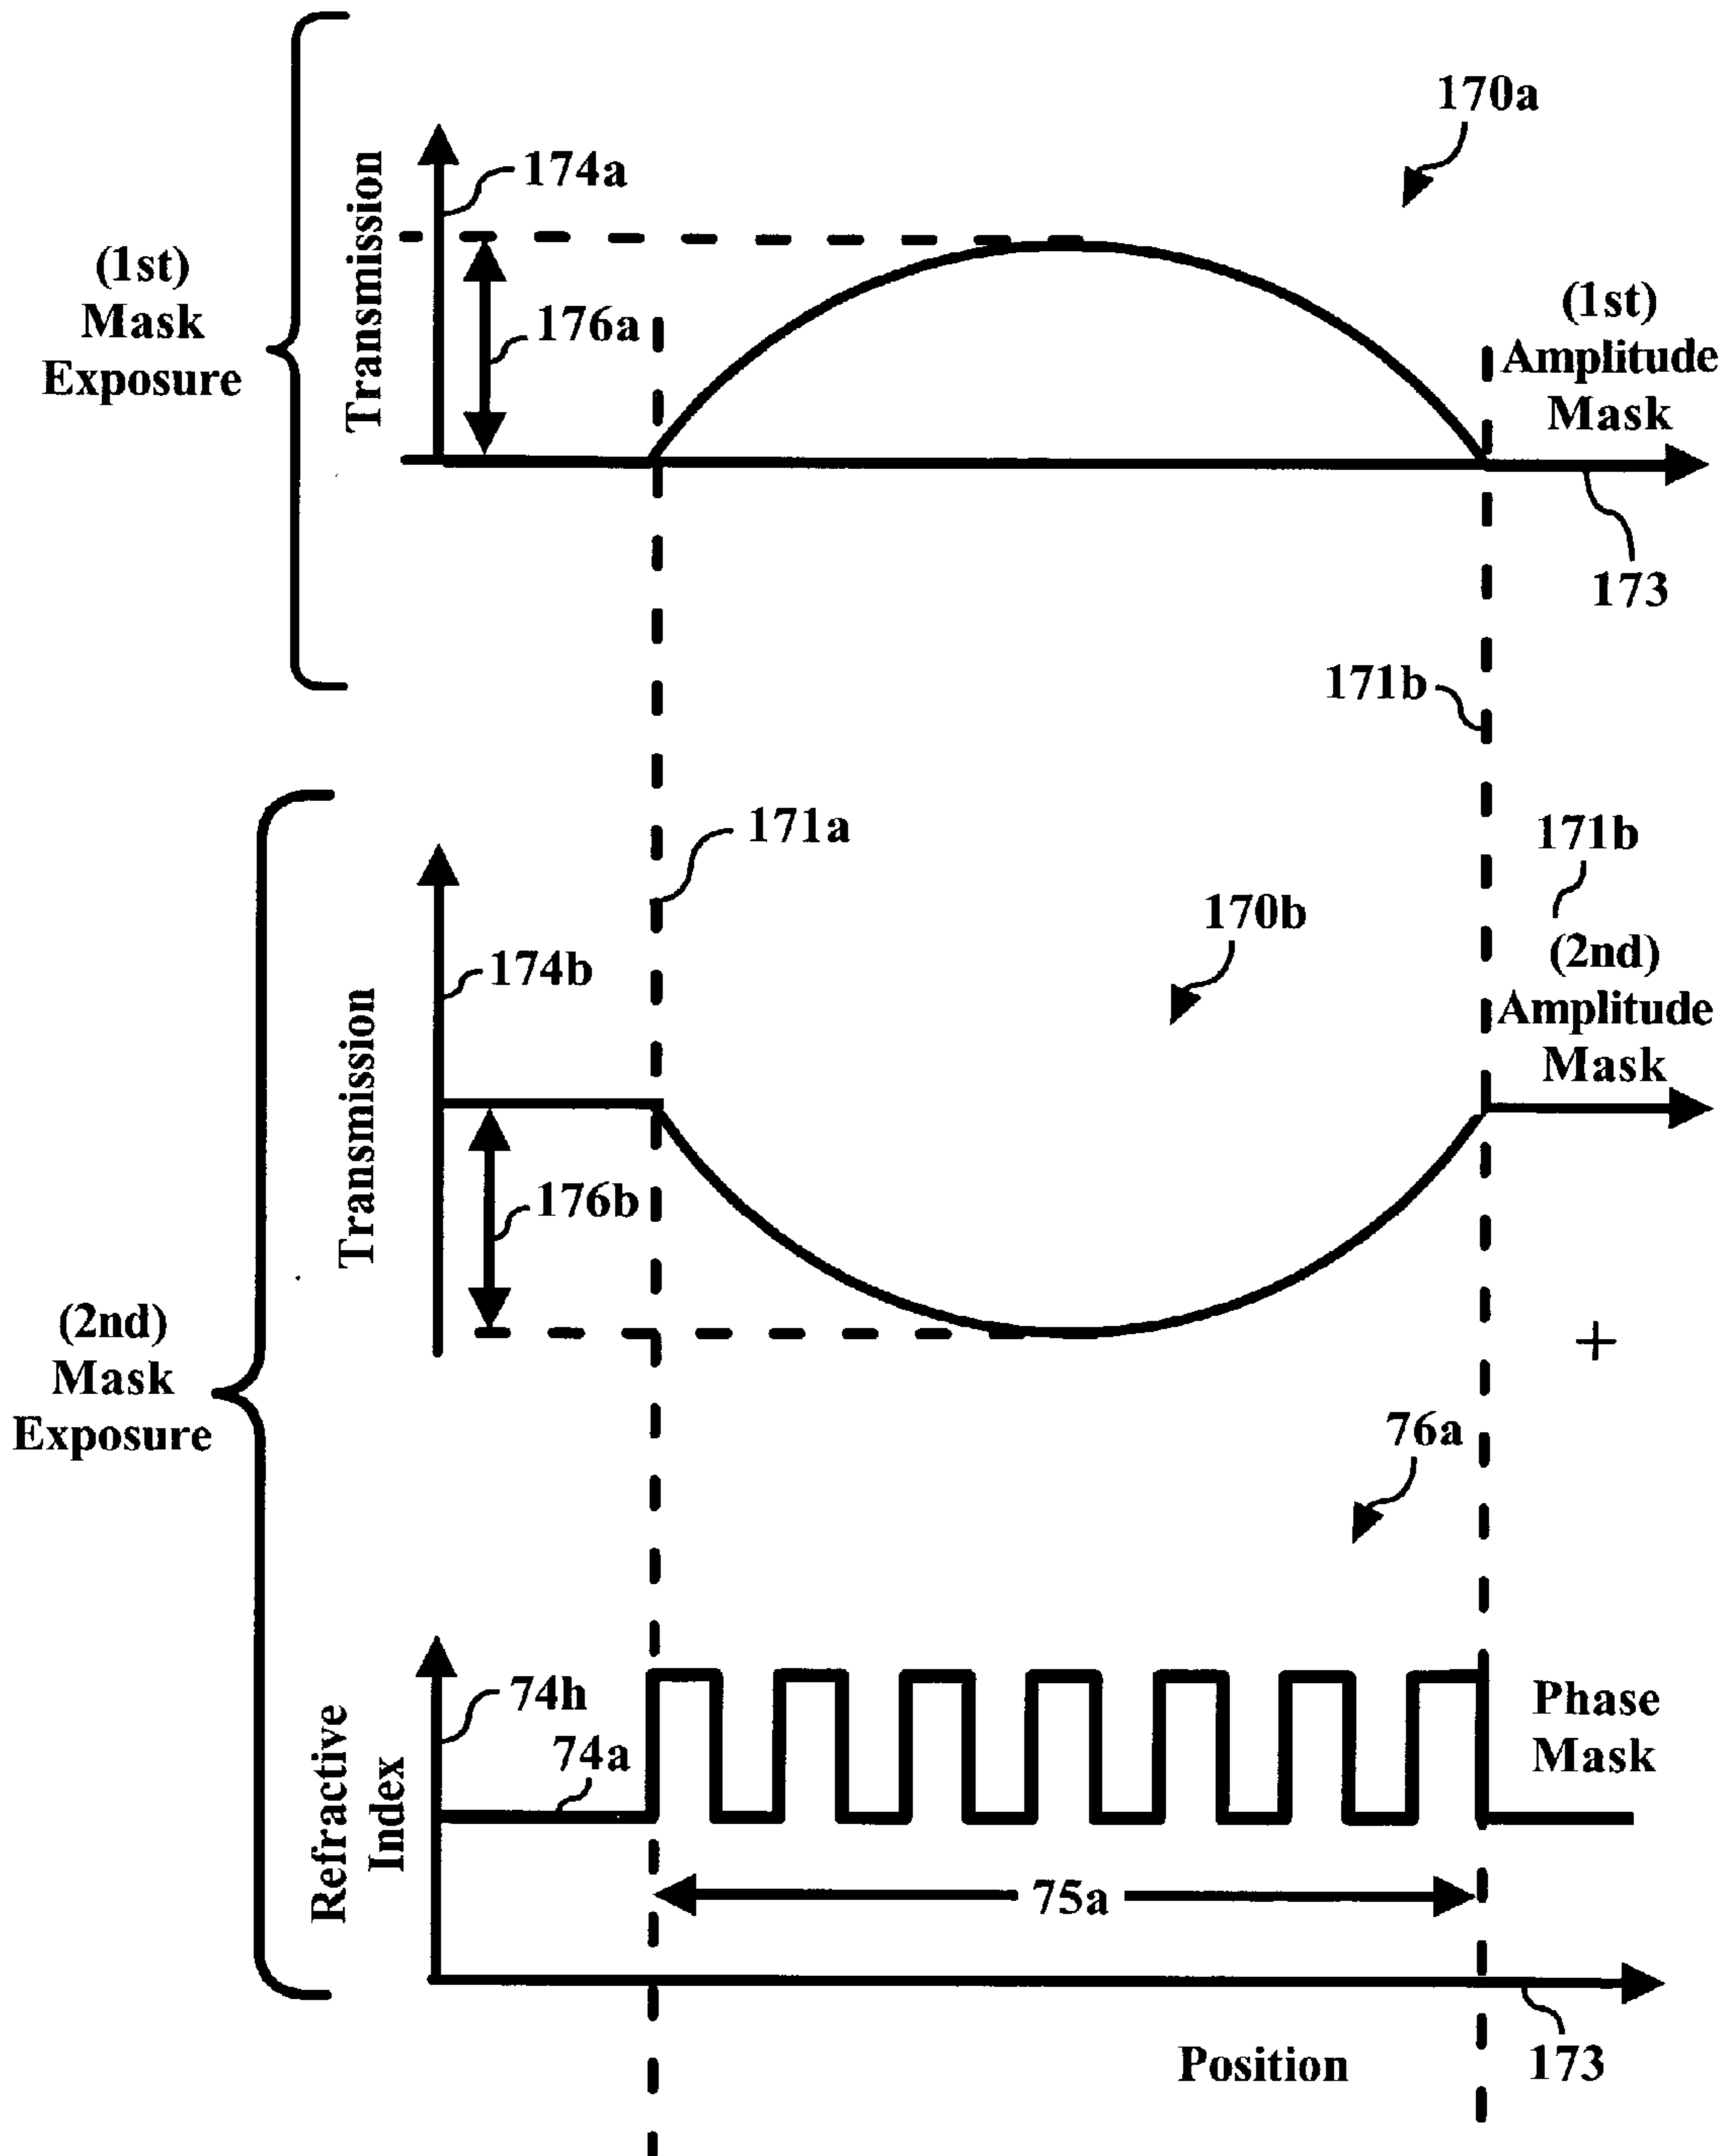 170a
174a
Transmission
(1st)
Mask
Exposure
176a
(1st)
Amplitude
Mask
173
171b
171a
171b
170b
174b
(2nd)
Amplitude
Mask
Transmission
176b
(2nd)
Mask
Exposure
+
76a
74h
74a
Refractive
Index
Phase
Mask
75a
Position
173